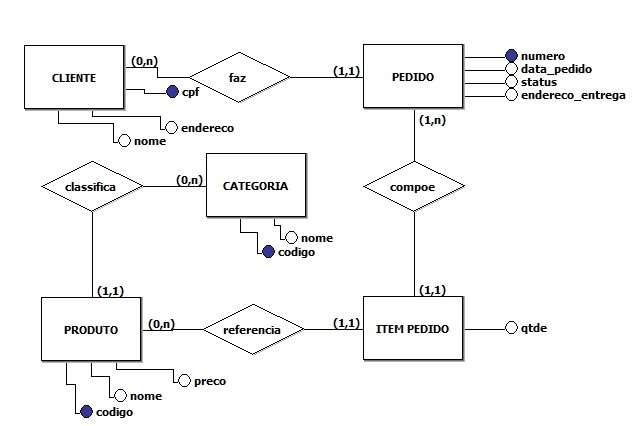 (0,n)
(1,1)
CLIENTE
faz
PEDIDO
numero
data_pedido
status
endereco_entrega
cpf
endereco
nome
(1,n)
classifica
(0,n)
CATEGORIA
compoe
nome
codigo
(1,1)
(1,1)
PRODUTO
(0,n)
referencia
(1,1)
ITEM PEDIDO
qtde
preco
nome
codigo